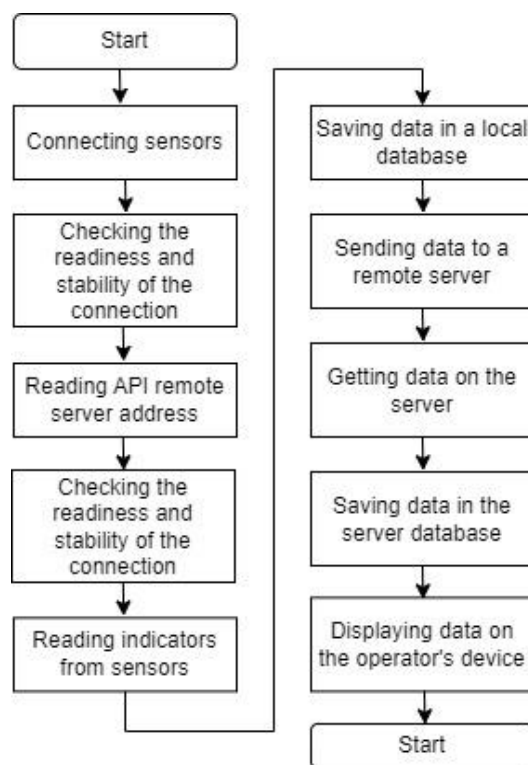 Start
Connecting sensors
Checking the
readiness and
stability of the
connection
Reading API remote
server address
Checking the
readiness and
stability of the
connection
Reading indicators
from sensors
Saving data in a local
database
Sending data to a
remote server
Getting data on the
server
Saving data in the
server database
Displaying data on
the operator's device
Start